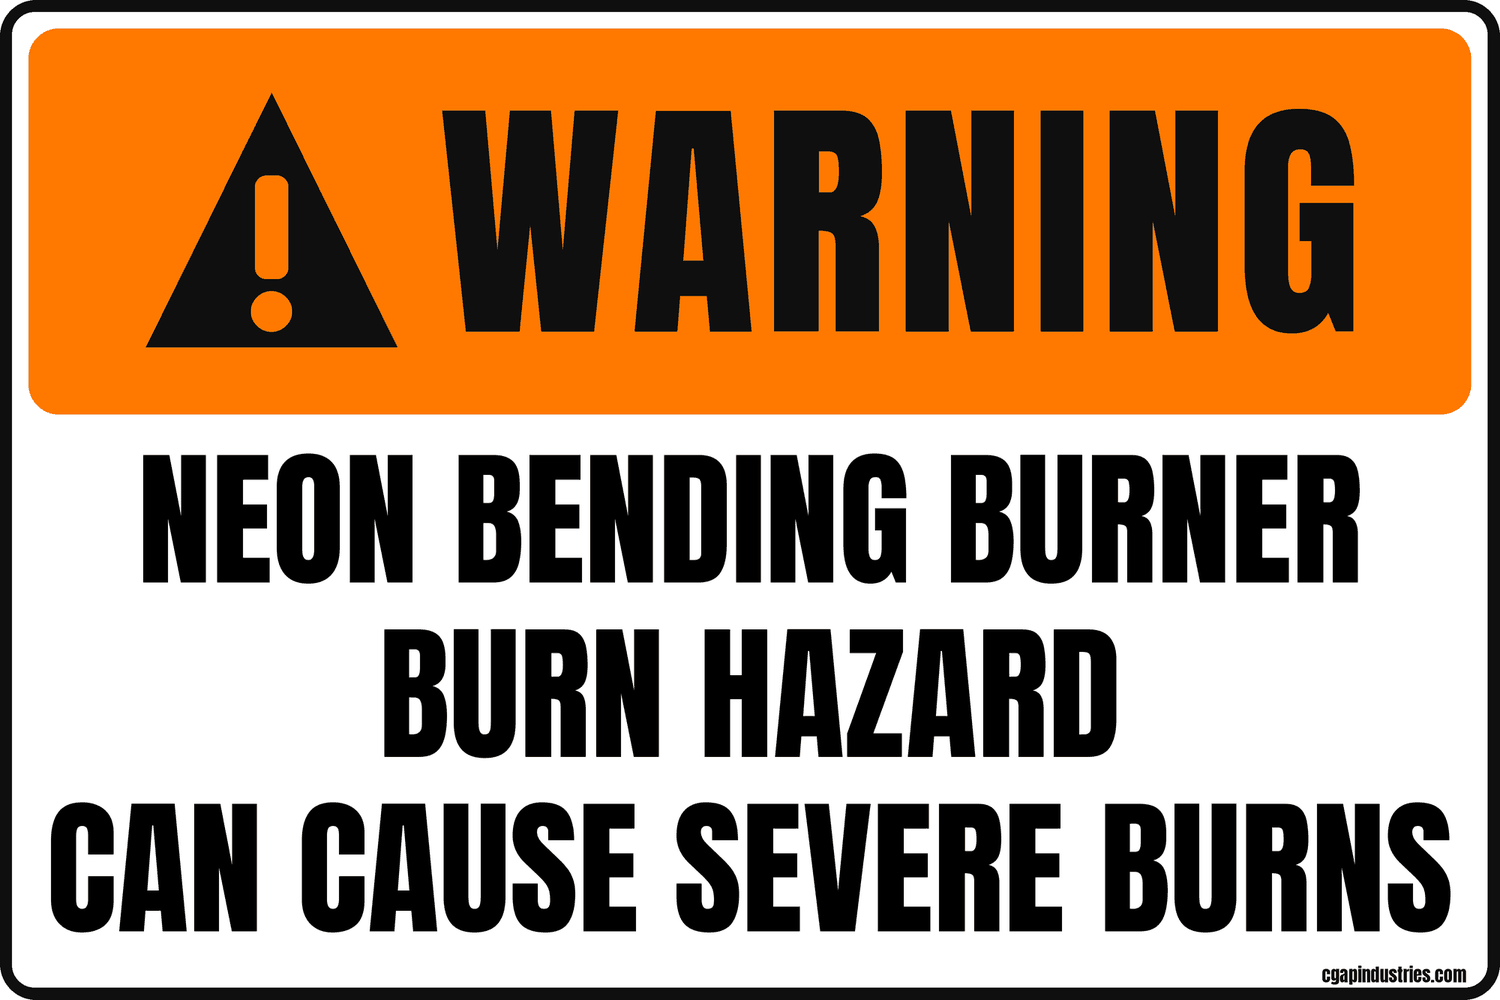 WARNING
NEON BENDING BURNER
BURN HAZARD
CAN CAUSE SEVERE BURNS
cgapindustries.com